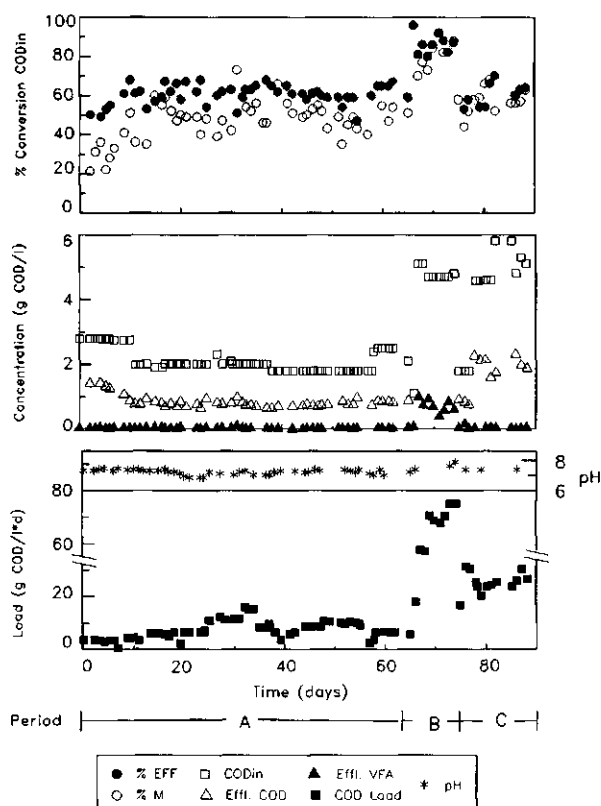 % Conversion CODin
100
80
60
40
20
0
Concentration (g COD/l)
6
4
2
0
Load (g COD/l*d)
80
60
20
10
0
8
6
pH
0
20
40
60
80
Time (days)
Period
A
B
C
% EFF
CODin
Effl. VFA
pH
% M
Effl. COD
COD Load